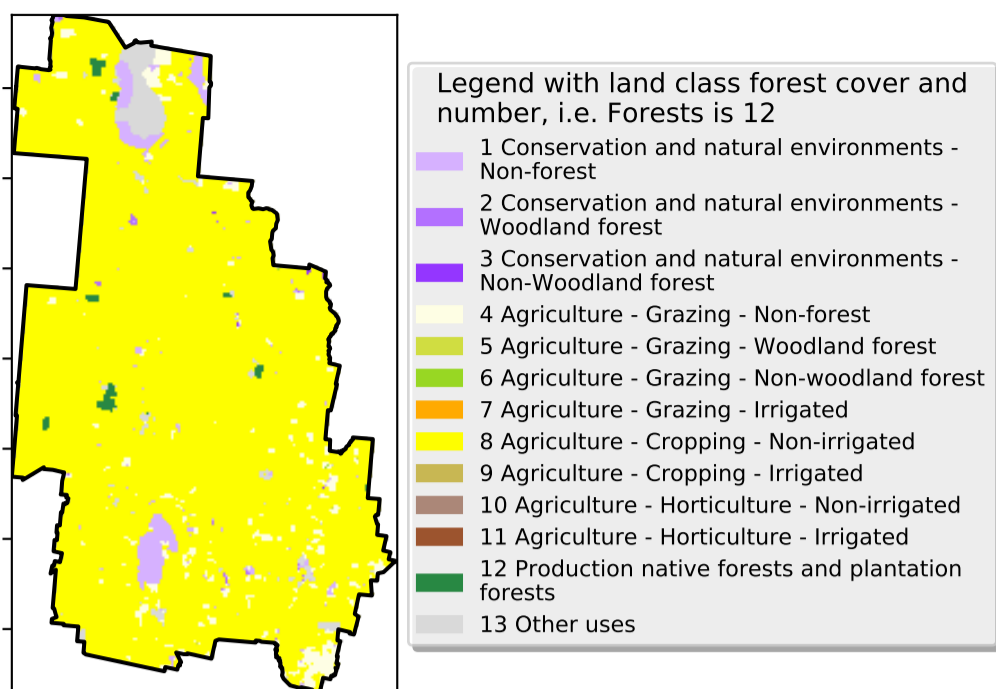 Legend with land class forest cover and
number, i.e. Forests is 12
1 Conservation and natural environments -
Non-forest
2 Conservation and natural environments -
Woodland forest
3 Conservation and natural environments -
Non-Woodland forest
4 Agriculture - Grazing - Non-forest
5 Agriculture - Grazing - Woodland forest
6 Agriculture - Grazing - Non-woodland forest
7 Agriculture - Grazing - Irrigated
8 Agriculture - Cropping - Non-irrigated
9 Agriculture - Cropping - Irrigated
10 Agriculture - Horticulture - Non-irrigated
11 Agriculture - Horticulture - Irrigated
12 Production native forests and plantation
forests
13 Other uses